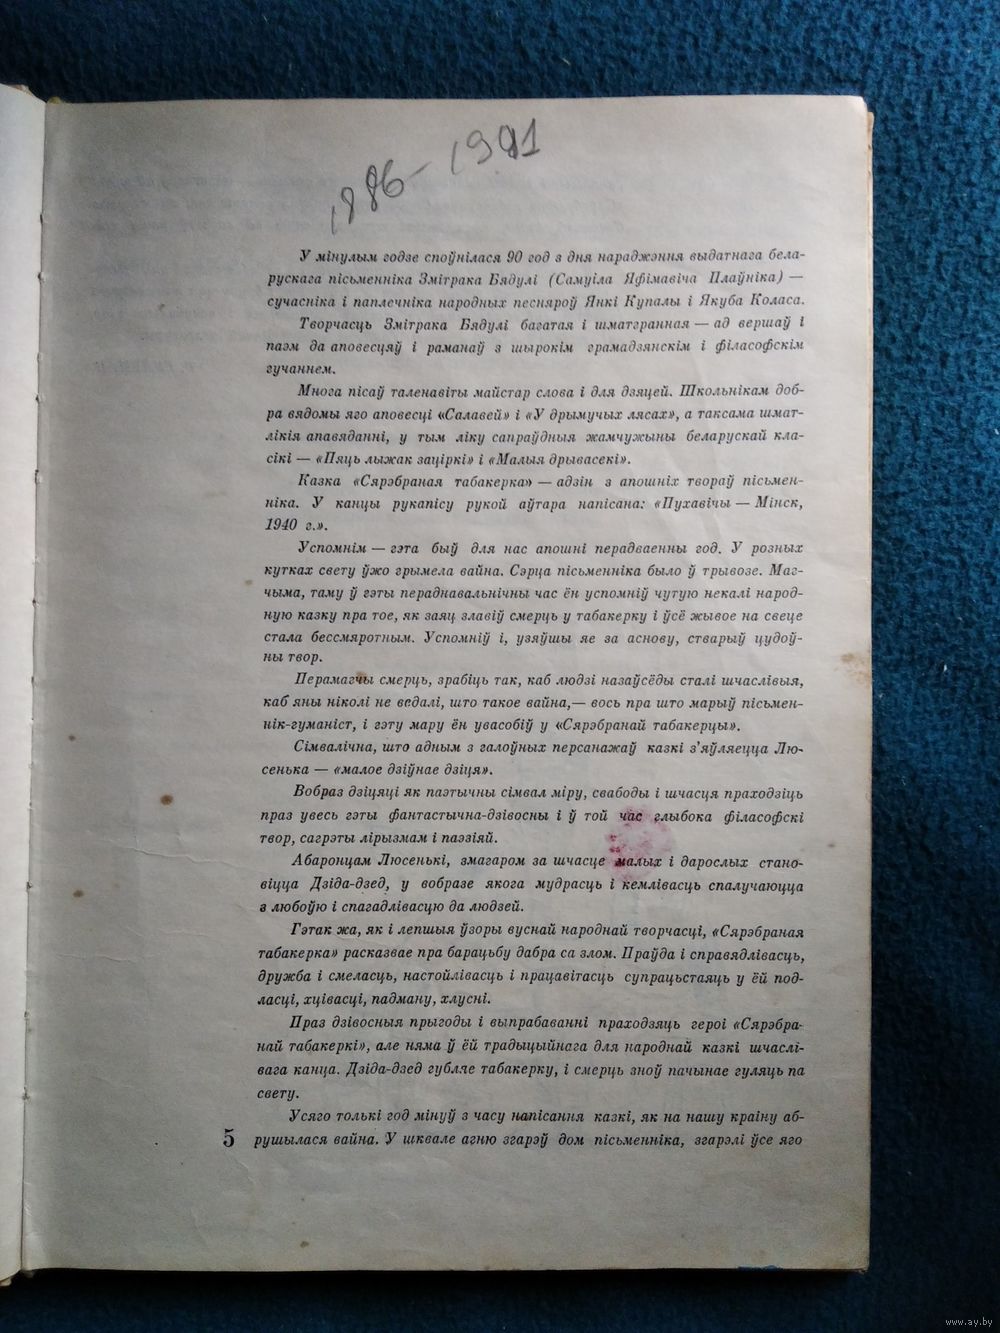 1886-1941
У мінулым годзе споўнілася 90 год з дня нараджэння выдатнага бела-
рускага пісьменніка Змітрака Бядулі (Самуіла Яфімавіча Плаўніка) —
сучасніка і паплечніка народных песняроў Янкі Купалы і Якуба Коласа.
Творчасць Змітрака Бядулі багатая і шматгранная — ад вершаў і
паэм да аповесцяў і раманаў з шырокім грамадзянскім і філасофскім
гучаннем.
Многа пісаў таленавіты майстар слова і для дзяцей. Школьнікам доб-
ра вядомы яго аповесці «Салавей» і «У дрымучых лясах», а таксама шмат-
лікія апавяданні, у тым ліку сапраўдныя жамчужыны беларускай кла-
сікі — «Пяць лыжак заціркі» і «Малыя дрывасекі».
Казка «Сярэбраная табакерка» — адзін з апошніх твораў пісьмен-
ніка. У канцы рукапісу рукой аўтара напісана: «Пухавічы — Мінск,
1940 г.».
Успомнім — гэта быў для нас апошні перадваенны год. У розных
кутках свету ўжо грымела вайна. Сэрца пісьменніка было ў трывозе. Маг-
чыма, таму ў гэты пераднавальнічны час ён успомніў чутую некалі народ-
ную казку пра тое, як заяц злавіў смерць у табакерку і ўсё жывое на свеце
стала бессмяротным. Успомніў і, узяўшы яе за аснову, стварыў цудоў-
ны твор.
Перамагчы смерць, зрабіць так, каб людзі назаўсёды сталі шчаслівыя,
каб яны ніколі не ведалі, што такое вайна,— вось пра што марыў пісьмен-
нік-гуманіст, і гэту мару ён увасобіў у «Сярэбранай табакерцы».
Сімвалічна, што адным з галоўных персанажаў казкі з'яўляецца Лю-
сенька — «малое дзіўнае дзіця».
Вобраз дзіцяці як паэтычны сімвал міру, свабоды і шчасця праходзіць
праз увесь гэты фантастычна-дзівосны і ў той час глыбока філасофскі
твор, сагрэты лірызмам і паэзіяй.
Абаронцам Люсенькі, змагаром за шчасце малых і дарослых стано-
віцца Дзіда-дзед, у вобразе якога мудрасць і кемлівасць спалучаюцца
з любоўю і спагадлівасцю да людзей.
Гэтак жа, як і лепшыя ўзоры вуснай народнай творчасці, «Сярэбраная
табакерка» расказвае пра барацьбу дабра са злом. Праўда і справядлівасць,
дружба і смеласць, настойлівасць і працавітасць супрацьстаяць у ёй под-
ласці, хцівасці, падману, хлусні.
Праз дзівосныя прыгоды і выпрабаванні праходзяць героі «Сярэбра-
най табакеркі», але няма ў ёй традыцыйнага для народнай казкі шчаслі-
вага канца. Дзіда-дзед губляе табакерку, і смерць зноў пачынае гуляць па
свету.
Усяго толькі год мінуў з часу напісання казкі, як на нашу краіну аб-
рушылася вайна. У шквале агню згарэў дом пісьменніка, згарэлі ўсе яго
5
www.ay.by